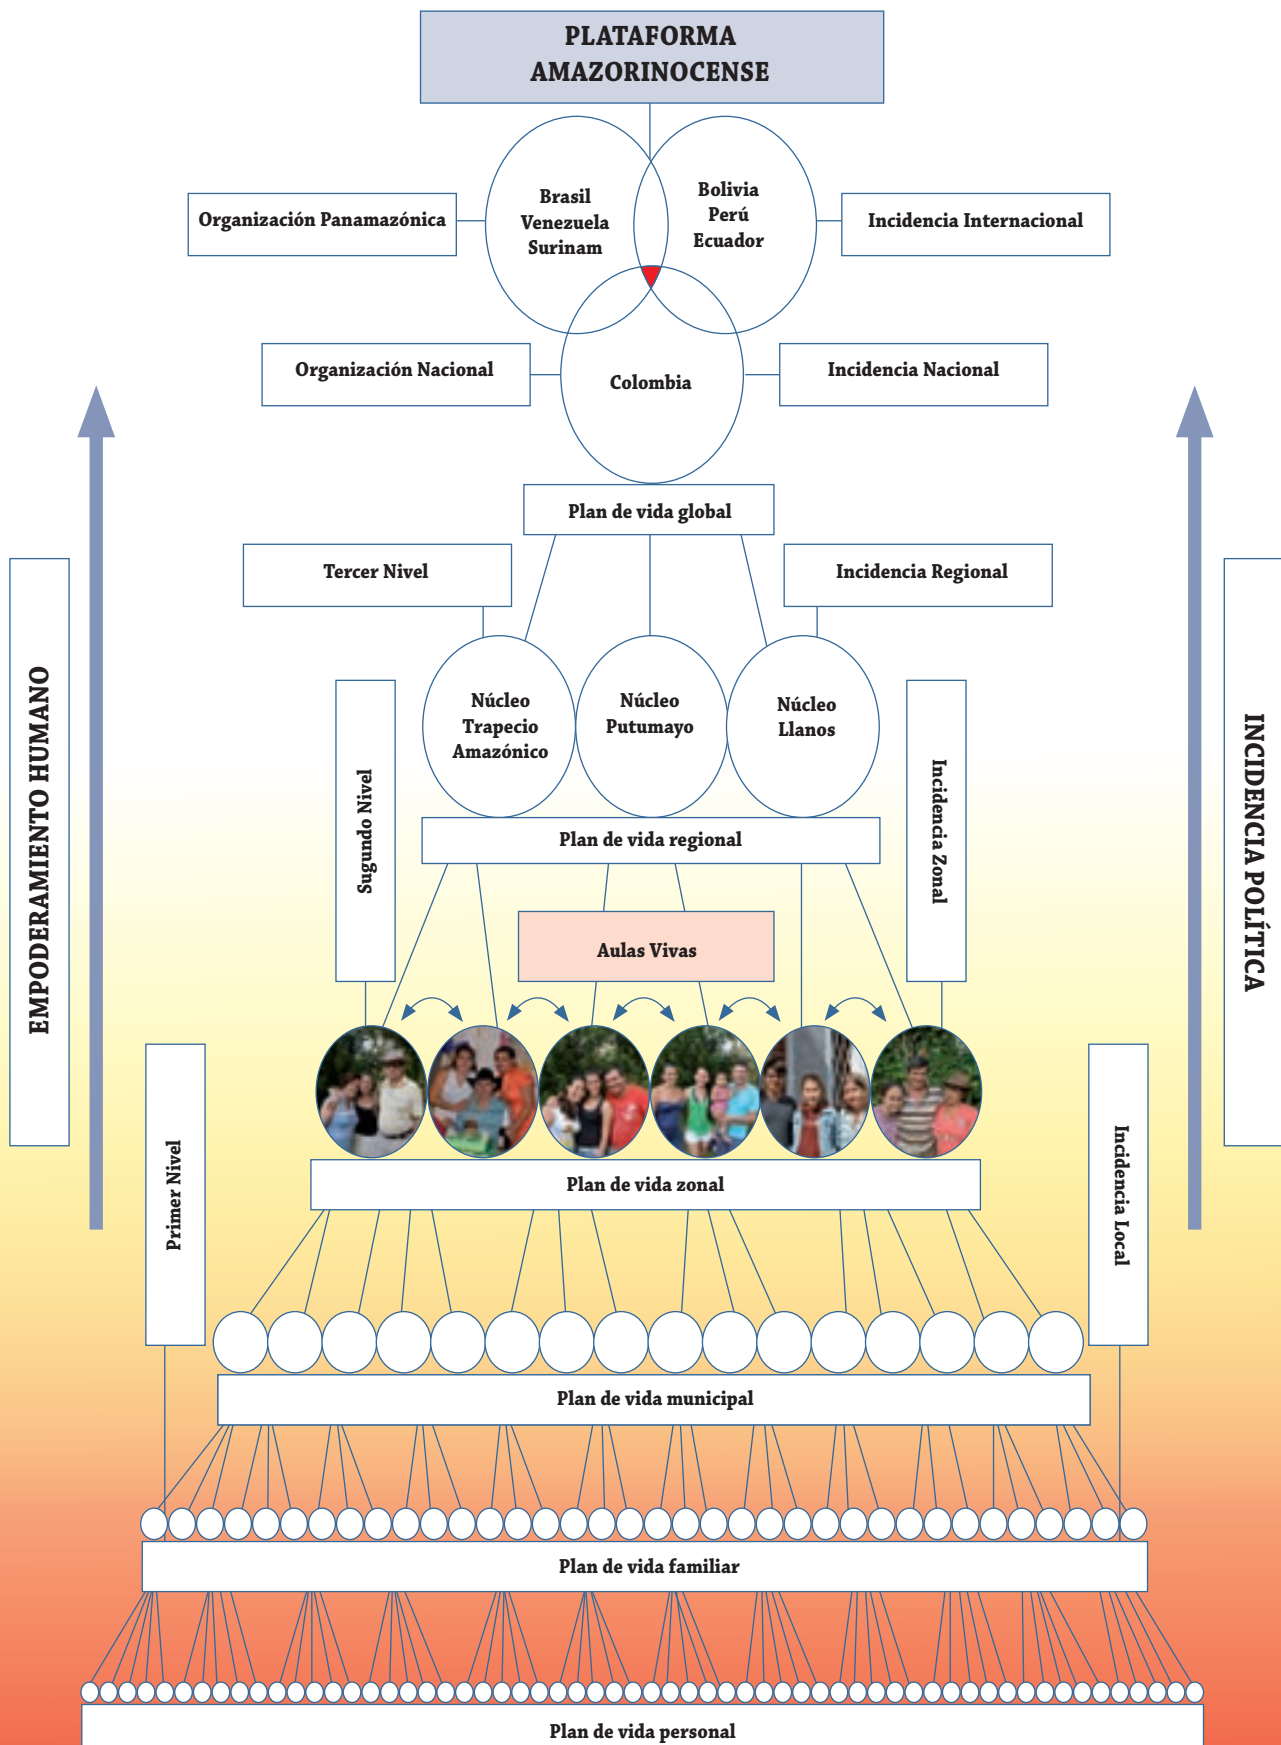 PLATAFORMA
AMAZORINOCENSE
Brasil
Venezuela
Surinam
Bolivia
Perú
Ecuador
Organización Panamazónica
Incidencia Internacional
Organización Nacional
Colombia
Incidencia Nacional
Plan de vida global
Tercer Nivel
Incidencia Regional
Núcleo
Trapecio
Amazónico
Núcleo
Putumayo
Núcleo
Llanos
EMPODERAMIENTO HUMANO
INCIDENCIA POLÍTICA
Sugundo Nivel
Incidencia Zonal
Plan de vida regional
Aulas Vivas
Primer Nivel
Incidencia Local
Plan de vida zonal
Plan de vida municipal
Plan de vida familiar
Plan de vida personal